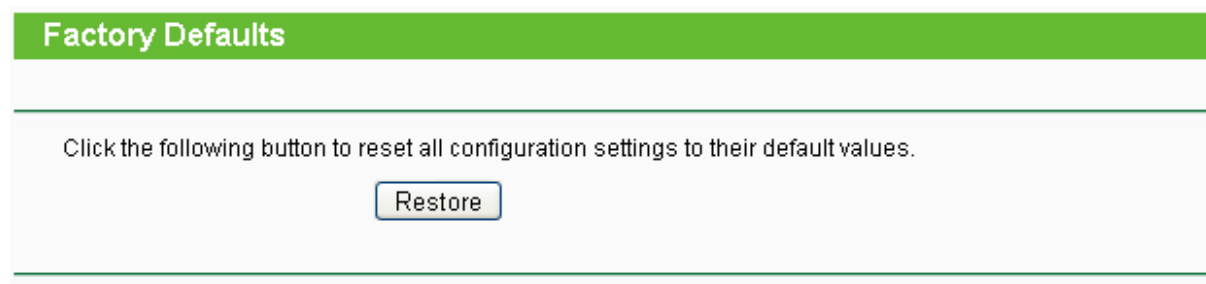 Factory Defaults
Click the following button to reset all configuration settings to their default values.
Restore